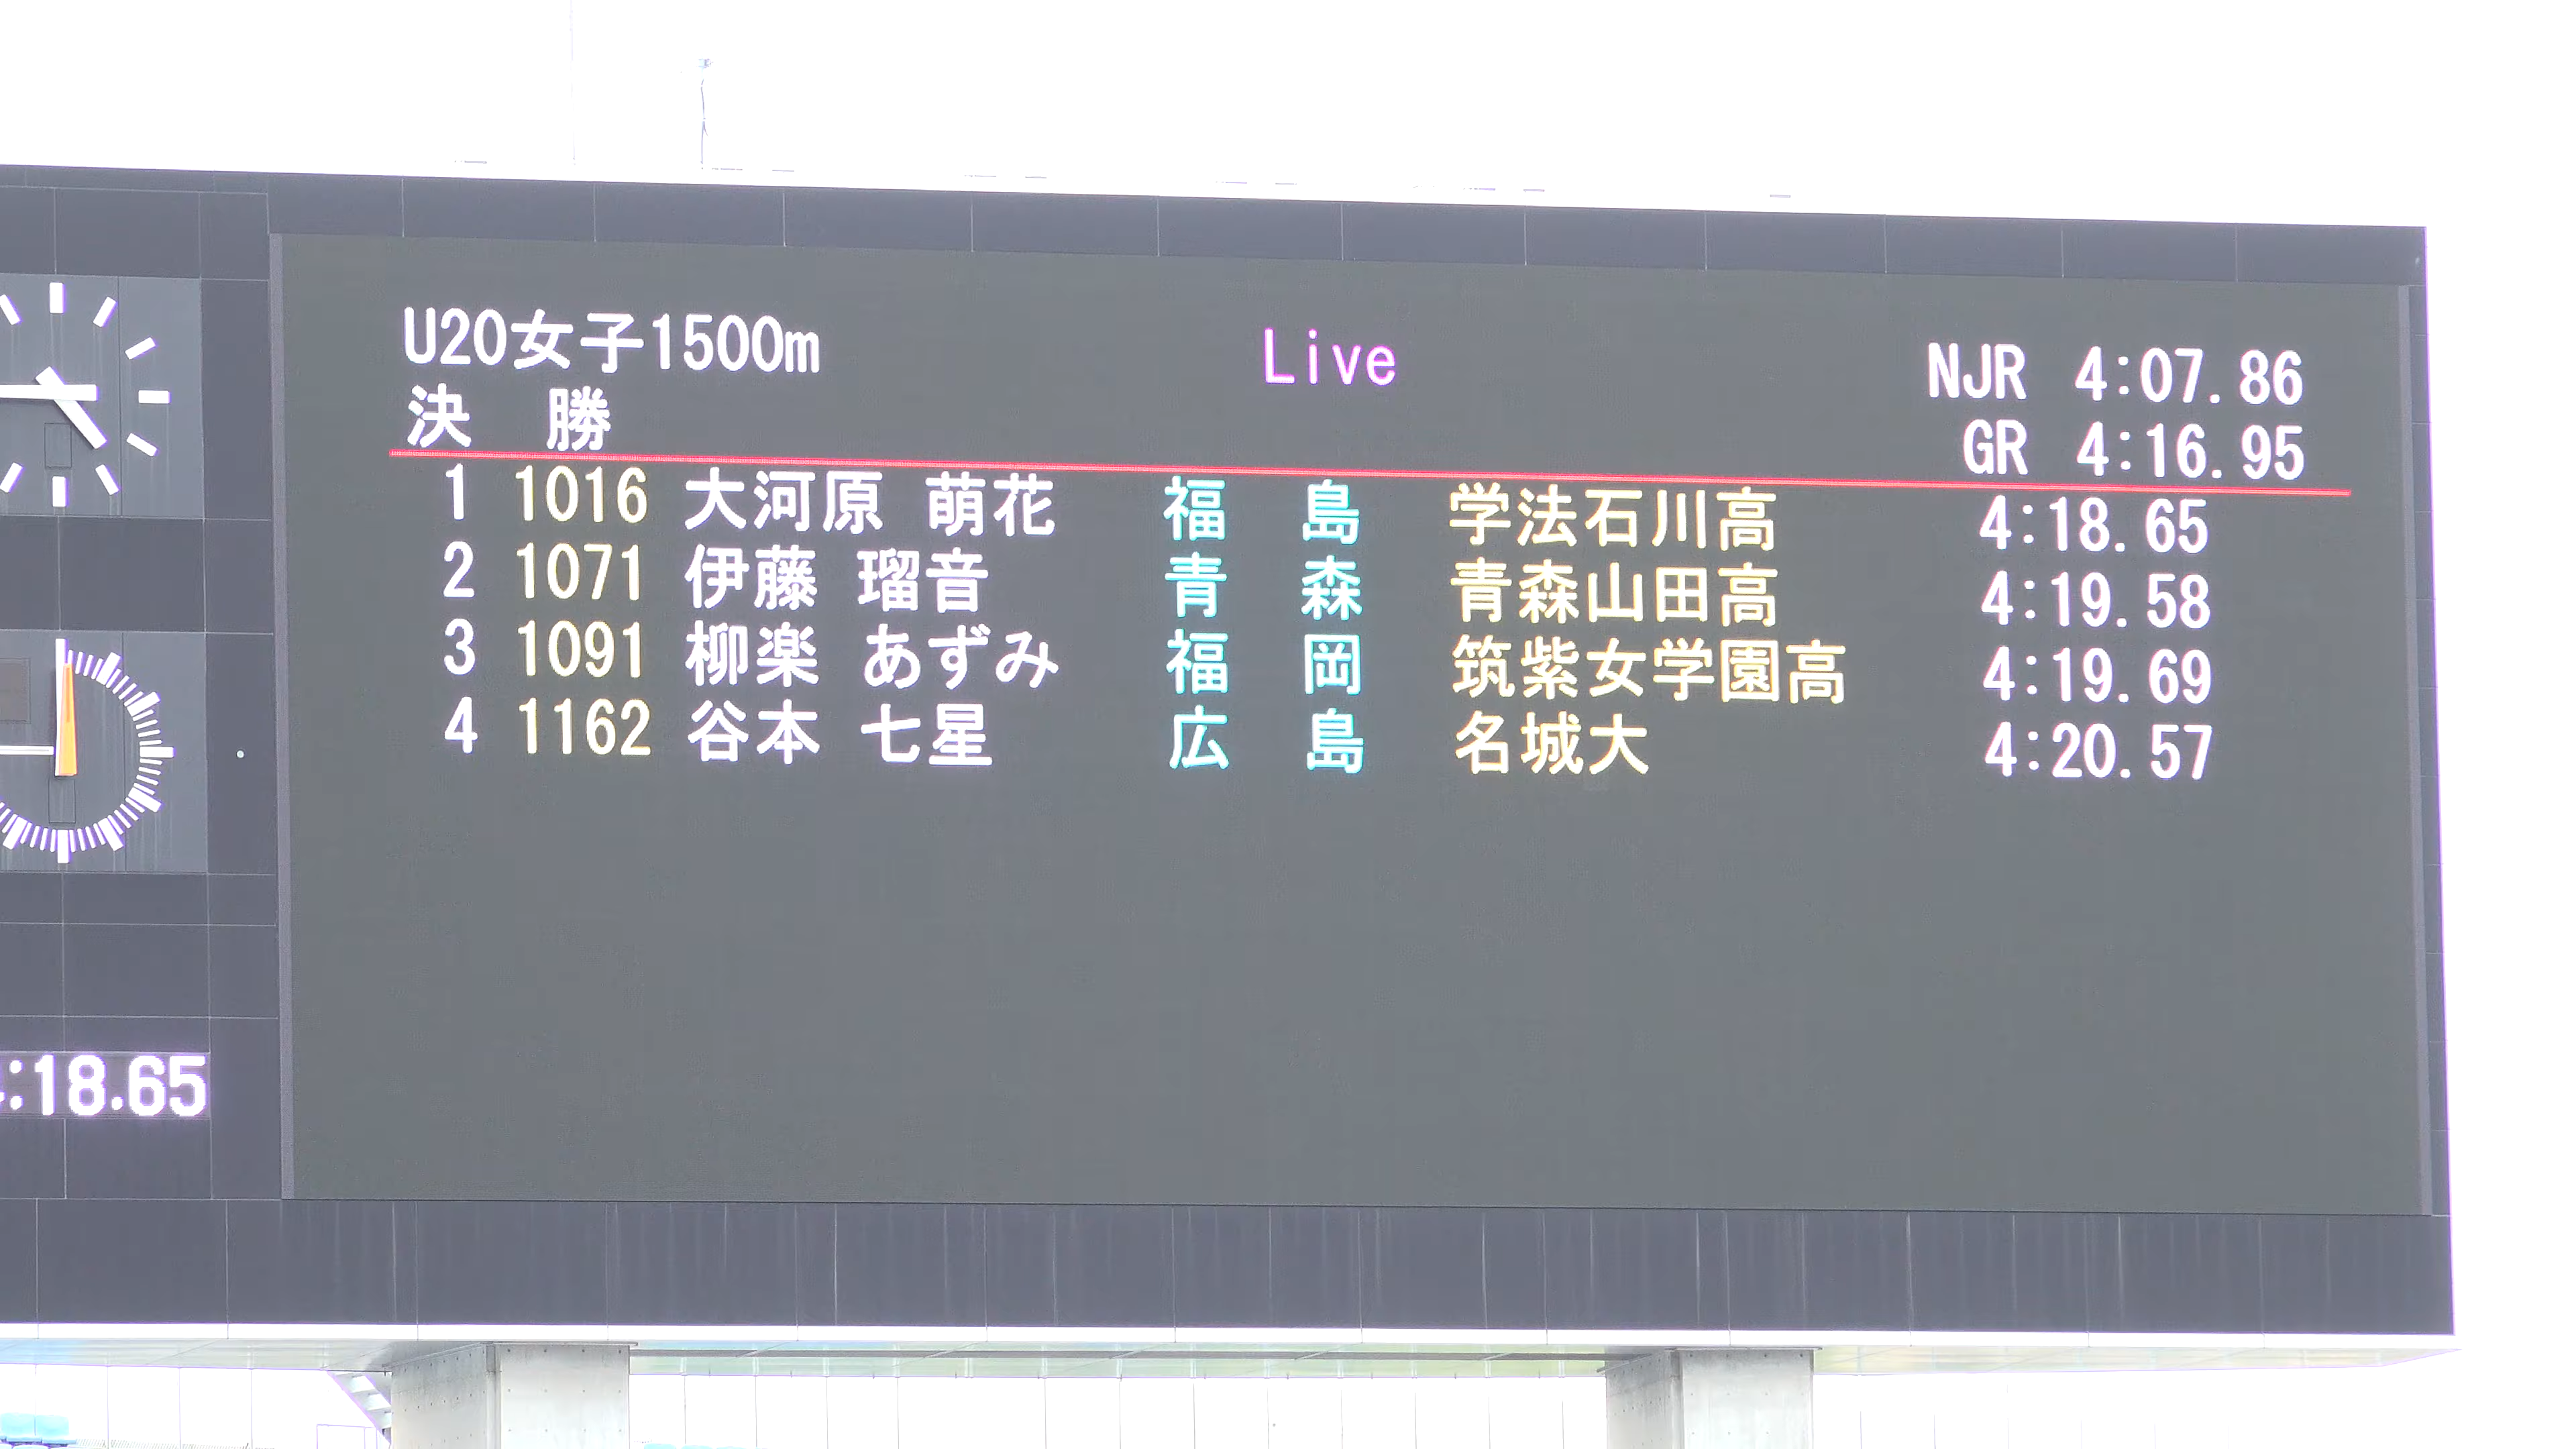 U20女子1500m Live NJR 4:07.86
決 勝 GR 4:16.95
1 1016 大河原 萌花 福 島 学法石川高 4:18.65
2 1071 伊藤 瑠音 青 森 青森山田高 4:19.58
3 1091 柳楽 あずみ 福 岡 筑紫女学園高 4:19.69
4 1162 谷本 七星 広 島 名城大 4:20.57
:18.65